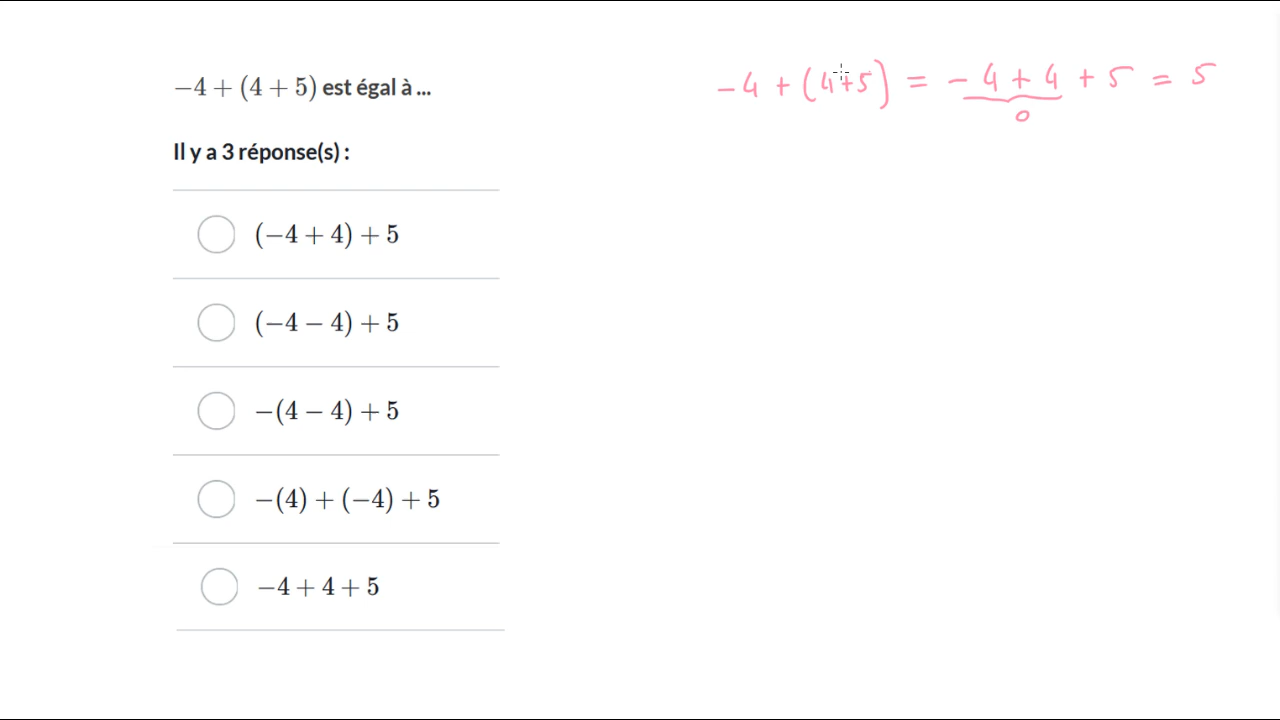 −4 + (4 + 5) est égal à ...
-4 + (4+5) = -4 + 4 + 5 = 5
0
Il y a 3 réponse(s) :
(−4 + 4) + 5
(−4 − 4) + 5
−(4 − 4) + 5
−(4) + (−4) + 5
−4 + 4 + 5